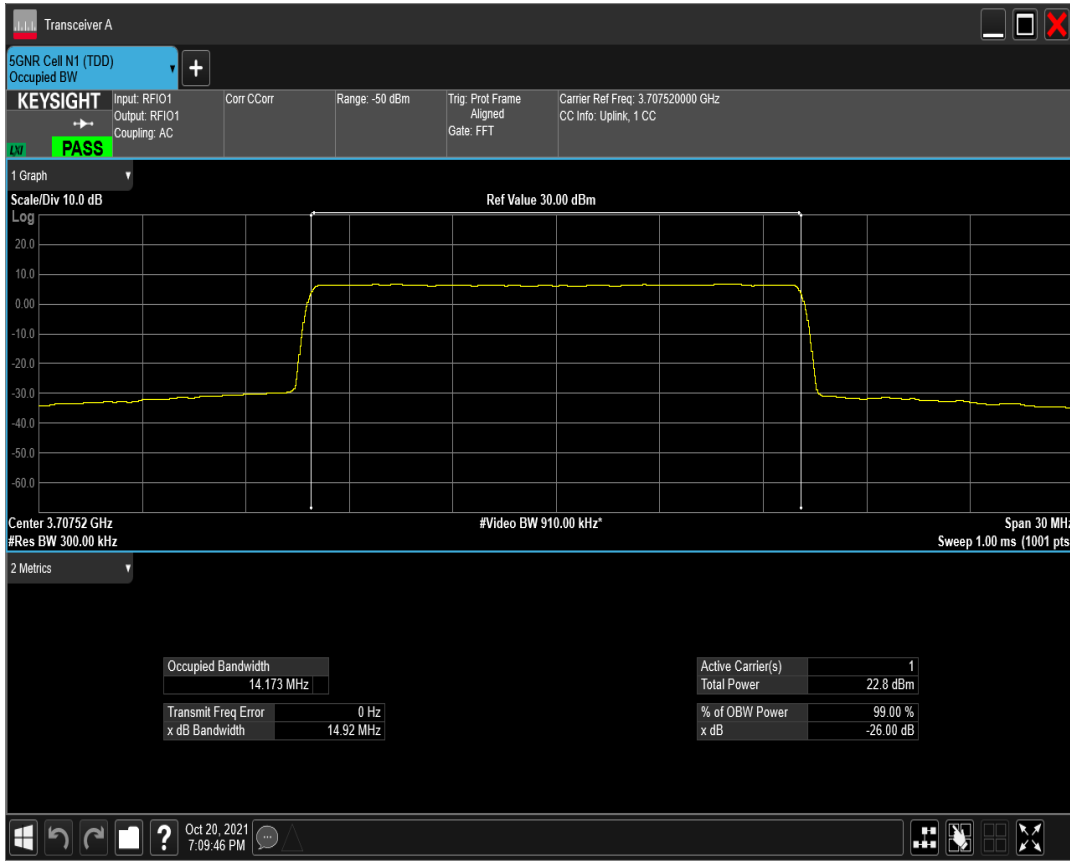 Transceiver A
5GNR Cell N1 (TDD)
Occupied BW
+
KEYSIGHT
LXI
PASS
Input: RFIO1
Output: RFIO1
Coupling: AC
Corr CCorr
Range: -50 dBm
Trig: Prot Frame
Aligned
Gate: FFT
Carrier Ref Freq: 3.707520000 GHz
CC Info: Uplink, 1 CC
1 Graph
Scale/Div 10.0 dB
Ref Value 30.00 dBm
Log
20.0
10.0
0.00
-10.0
-20.0
-30.0
-40.0
-50.0
-60.0
Center 3.70752 GHz
#Video BW 910.00 kHz*
Span 30 MHz
#Res BW 300.00 kHz
Sweep 1.00 ms (1001 pts
2 Metrics
Occupied Bandwidth
14.173 MHz
Transmit Freq Error 0 Hz
x dB Bandwidth 14.92 MHz
Active Carrier(s) 1
Total Power 22.8 dBm
% of OBW Power 99.00 %
x dB -26.00 dB
?
Oct 20, 2021
7:09:46 PM